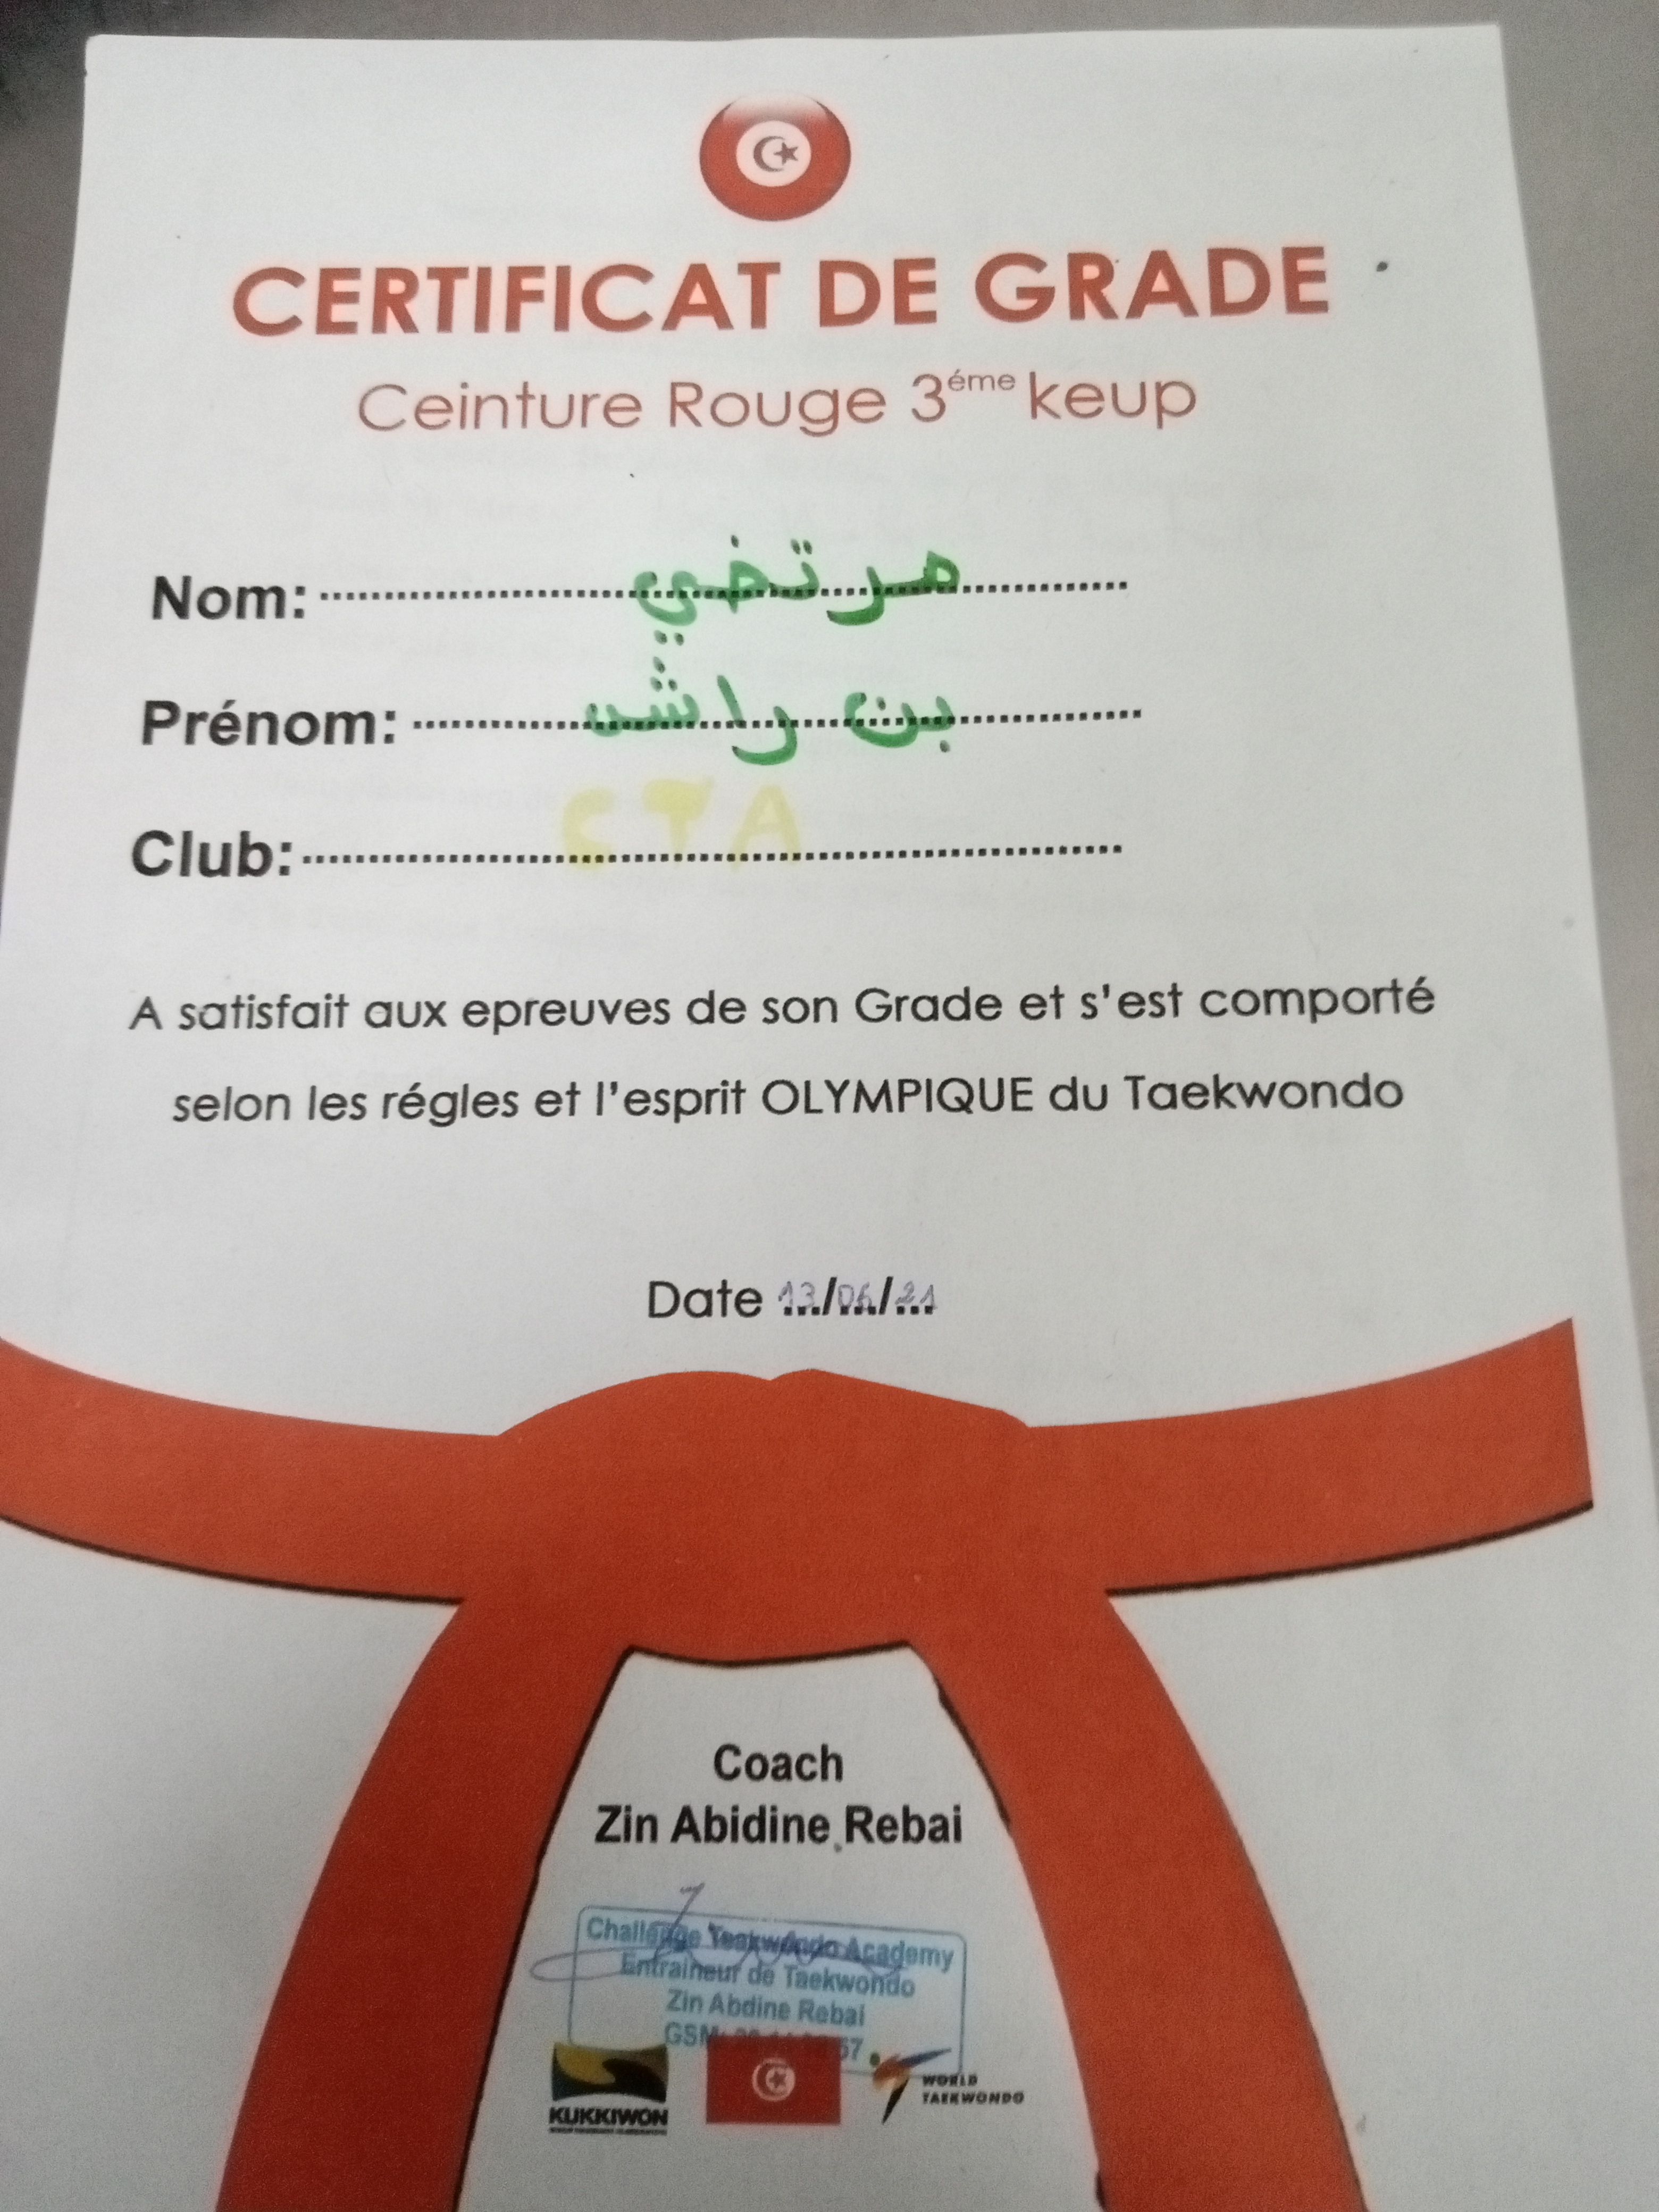 CERTIFICAT DE GRADE
Ceinture Rouge 3éme keup
Nom: مرتضي
Prénom: بن راشد
Club: CTA
A satisfait aux epreuves de son Grade et s'est comporté
selon les régles et l'esprit OLYMPIQUE du Taekwondo
Date 13/06/21
Coach
Zin Abidine Rebai
Challenge Taekwondo Academy
Entraineur de Taekwondo
Zin Abdine Rebai
GSM:
KUKKIWON
WORLD
TAEKWONDO